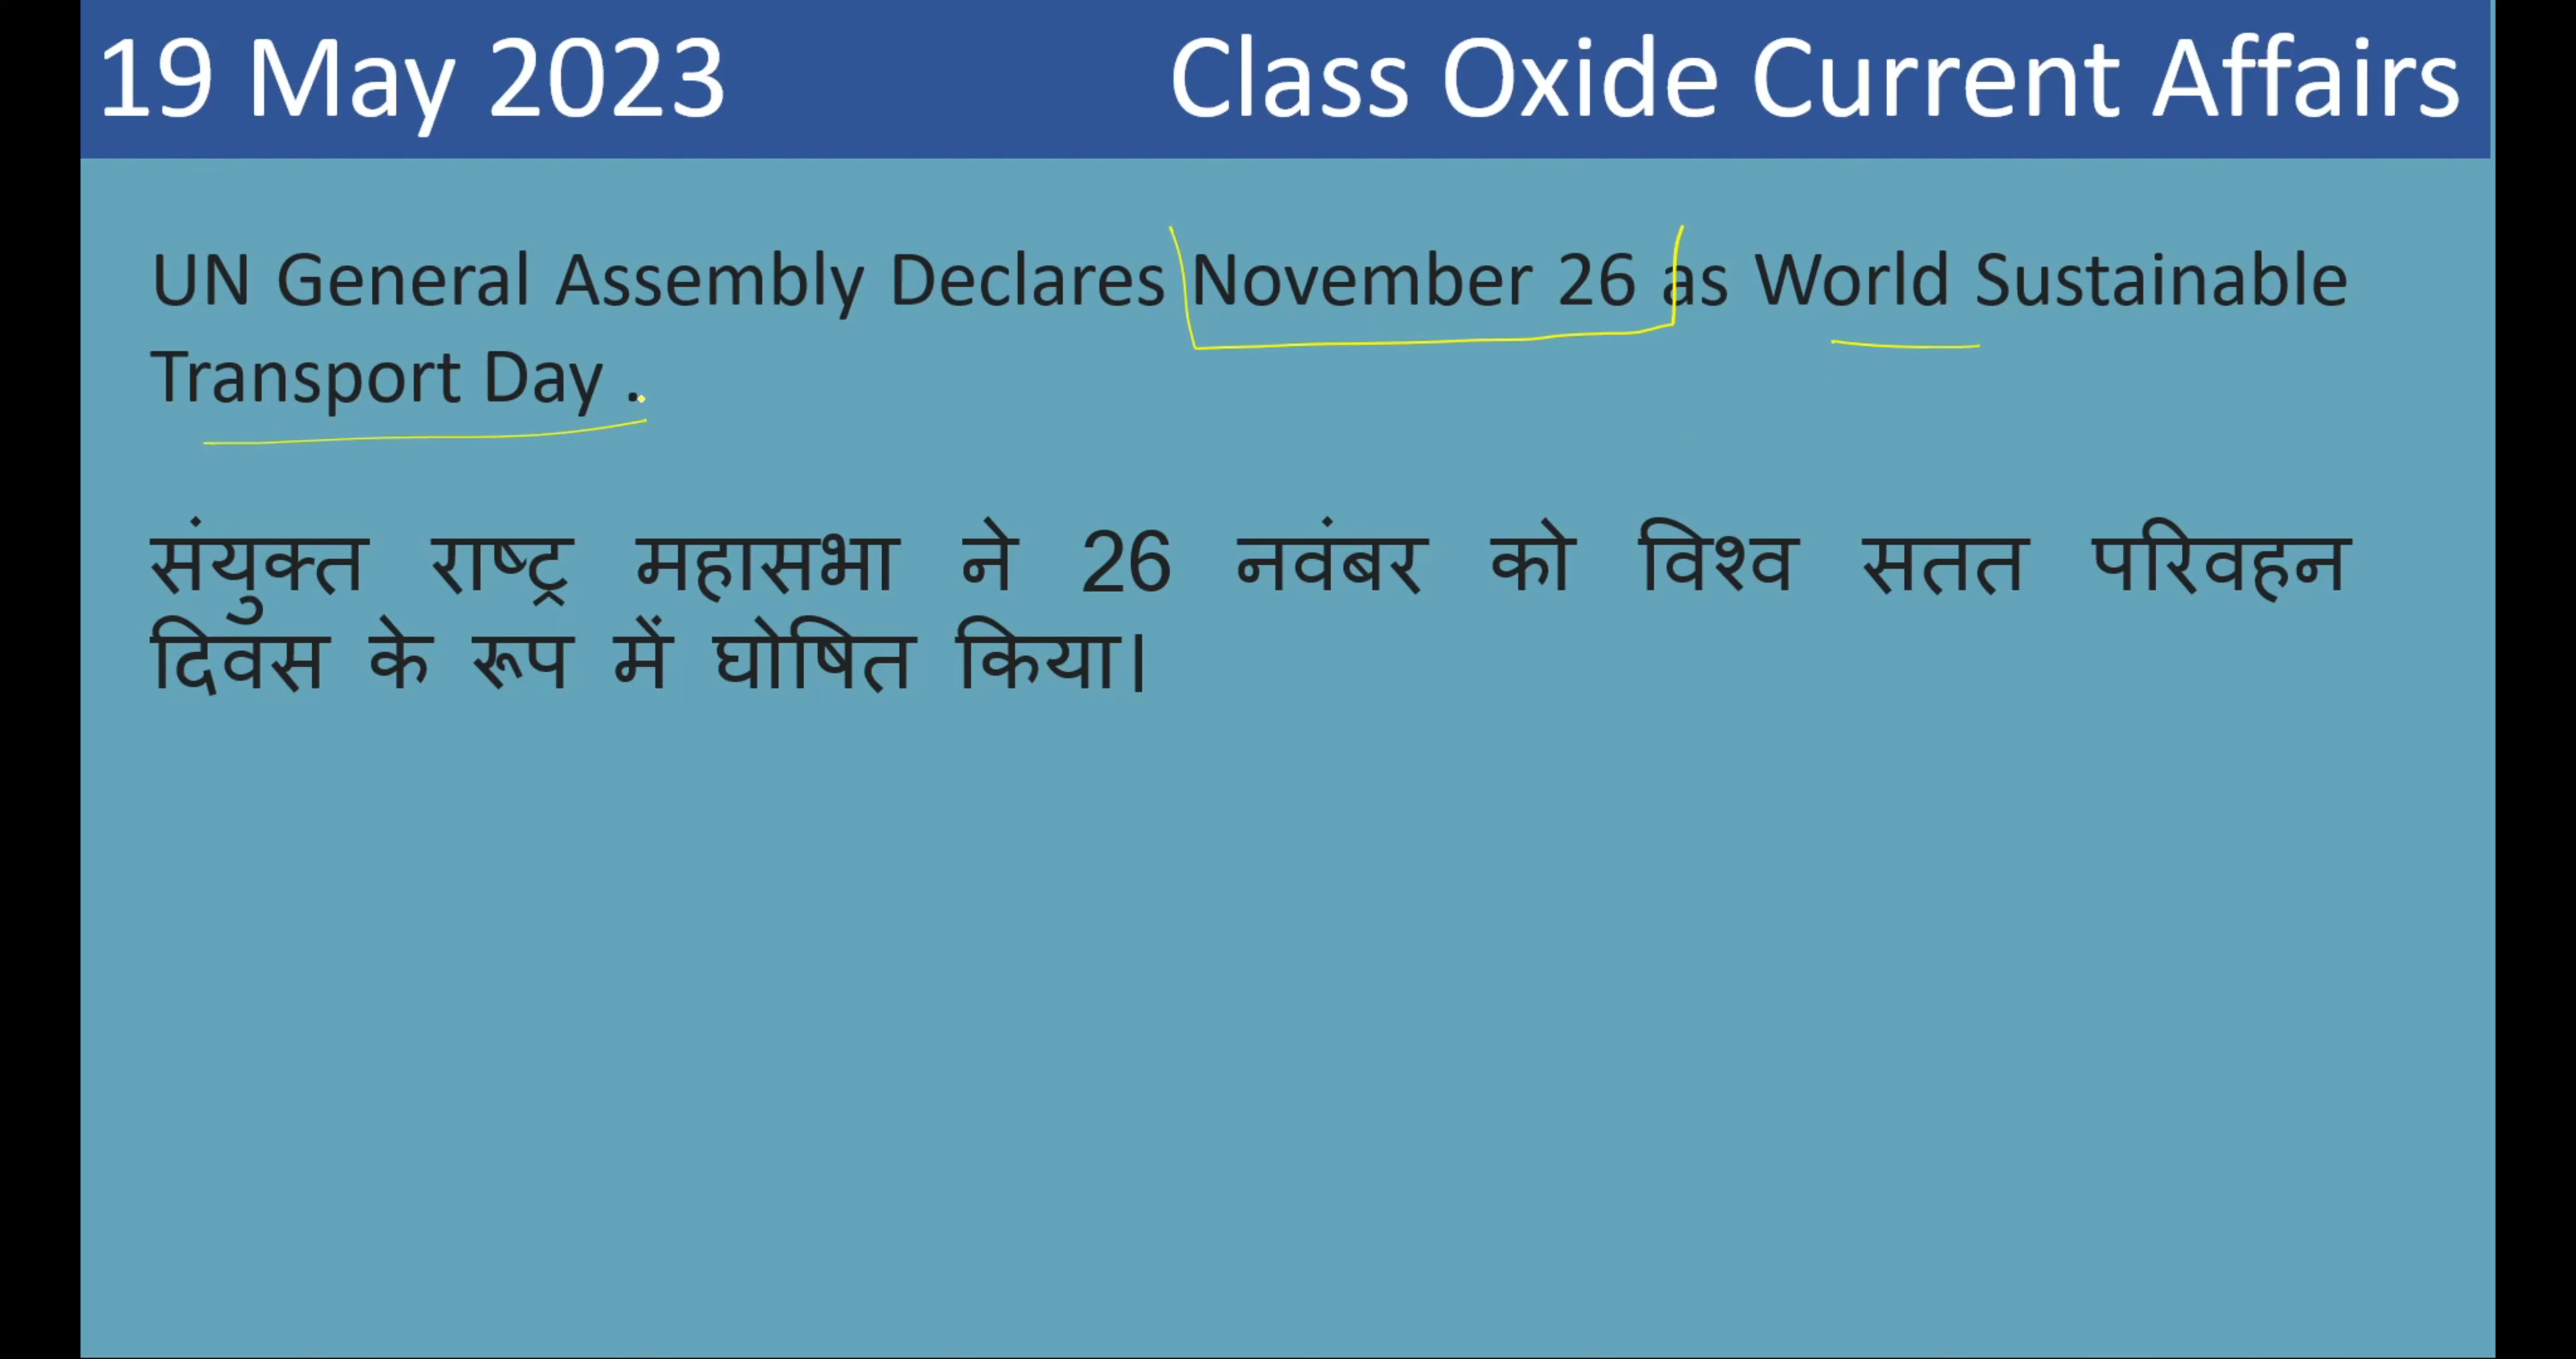 19 May 2023 Class Oxide Current Affairs
UN General Assembly Declares November 26 as World Sustainable
Transport Day .
संयुक्त राष्ट्र महासभा ने 26 नवंबर को विश्व सतत परिवहन
दिवस के रूप में घोषित किया।